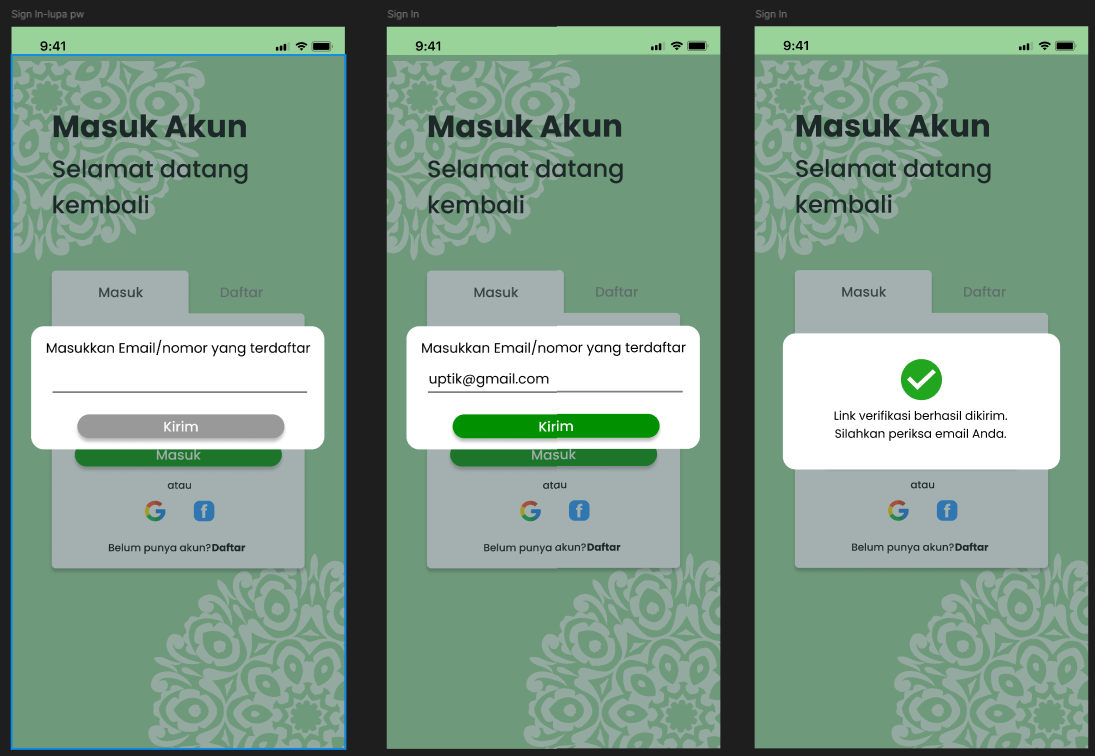 Sign In-lupa pw
9:41
Masuk Akun
Selamat datang
kembali
Masuk
Daftar
Masukkan Email/nomor yang terdaftar
Kirim
Masuk
atau
f
Belum punya akun?Daftar
Sign In
9:41
Masuk Akun
Selamat datang
kembali
Masuk
Daftar
Masukkan Email/nomor yang terdaftar
uptik@gmail.com
Kirim
Masuk
atau
f
Belum punya akun?Daftar
Sign In
9:41
Masuk Akun
Selamat datang
kembali
Masuk
Daftar
Link verifikasi berhasil dikirim.
Silahkan periksa email Anda.
atau
f
Belum punya akun?Daftar